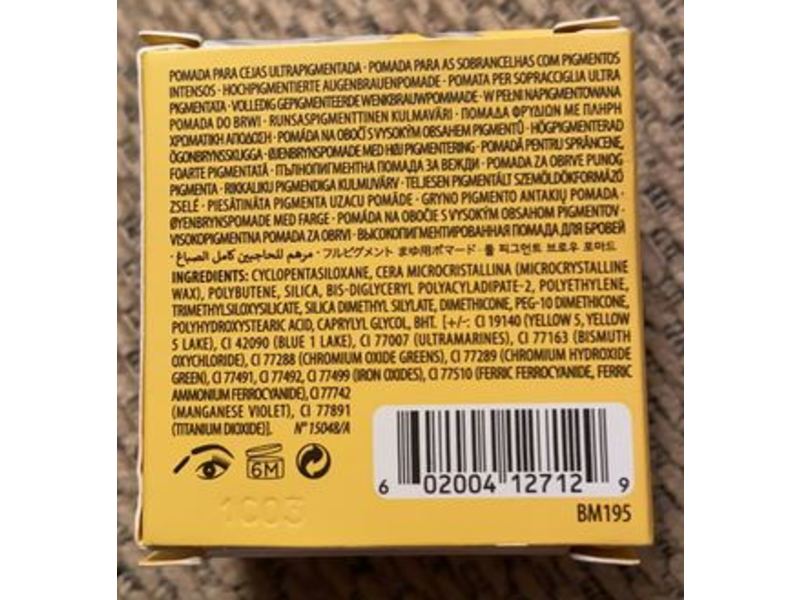 POMADA PARA CEJAS ULTRAPIGMENTADA · POMADA PARA AS SOBRANCELHAS COM PIGMENTOS
INTENSOS · HOCHPIGMENTIERTE AUGENBRAUENPOMADE · POMATA PER SOPRACCIGLIA ULTRA
PIGMENTATA · VOLLEDIG GEPIGMENTEERDE WENKBRAUWPOMMADE · W PEŁNI NAPIGMENTOWANA
POMADA DO BRWI · RUNSASPIGMENTTINEN KULMAVÄRI · ΠΟΜΑΔΑ ΦΡΥΔΙΩΝ ΜΕ ΠΛΗΡΗ
ΧΡΩΜΑΤΙΚΗ ΑΠΟΔΟΣΗ · POMÁDA NA OBOČÍ S VYSOKÝM OBSAHEM PIGMENTŮ · HÖGPIGMENTERAD
ÖGONBRYNSSKUGGA · ØJENBRYNSPOMADE MED HØJ PIGMENTERING · POMADĂ PENTRU SPRÂNCENE,
FOARTE PIGMENTATĂ · ПЪЛНОПИГМЕНТНА ПОМАДА ЗА ВЕЖДИ · POMADA ZA OBRVE PUNOG
PIGMENTA · RIKKALIKU PIGMENDIGA KULMUVÄRV · TELJESEN PIGMENTÁLT SZEMÖLDÖKFORMÁZÓ
ZSELÉ · PIESĀTINĀTA PIGMENTA UZACU POMĀDE · GRYNO PIGMENTO ANTAKIŲ POMADA ·
ØYENBRYNSPOMADE MED FARGE · POMÁDA NA OBOČIE S VYSOKÝM OBSAHOM PIGMENTOV ·
VISOKOPIGMENTNA POMADA ZA OBRVI · ВЫСОКОПИГМЕНТИРОВАННАЯ ПОМАДА ДЛЯ БРОВЕЙ
· مرهم للحاجبين كامل الصباغ · フルピグメント まゆ用ポマード · 풀 피그먼트 브로우 포마드
INGREDIENTS: CYCLOPENTASILOXANE, CERA MICROCRISTALLINA (MICROCRYSTALLINE
WAX), POLYBUTENE, SILICA, BIS-DIGLYCERYL POLYACYLADIPATE-2, POLYETHYLENE,
TRIMETHYLSILOXYSILICATE, SILICA DIMETHYL SILYLATE, DIMETHICONE, PEG-10 DIMETHICONE,
POLYHYDROXYSTEARIC ACID, CAPRYLYL GLYCOL, BHT. [+/-: CI 19140 (YELLOW 5, YELLOW
5 LAKE), CI 42090 (BLUE 1 LAKE), CI 77007 (ULTRAMARINES), CI 77163 (BISMUTH
OXYCHLORIDE), CI 77288 (CHROMIUM OXIDE GREENS), CI 77289 (CHROMIUM HYDROXIDE
GREEN), CI 77491, CI 77492, CI 77499 (IRON OXIDES), CI 77510 (FERRIC FERROCYANIDE, FERRIC
AMMONIUM FERROCYANIDE), CI 77742
(MANGANESE VIOLET), CI 77891
(TITANIUM DIOXIDE)]. N° 15048/A
6M
6 02004 12712 9
1003
BM195